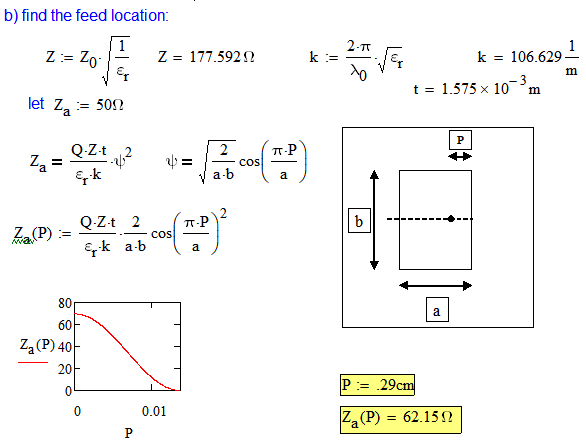 b) find the feed location:
Z := Z₀·√(1/εᵣ)    Z = 177.592 Ω    k := (2·π/λ₀)·√εᵣ    k = 106.629 1/m
t = 1.575 × 10⁻³ m
let Zₐ := 50Ω
Zₐ = (Q·Z·t/εᵣ·k)·ψ²    ψ = √(2/a·b) cos(π·P/a)
Zₐ(P) := (Q·Z·t/εᵣ·k)·(2/a·b)·cos(π·P/a)²
P
b
a
80
60
Zₐ(P) 40
20
0
0    0.01
P
P := .29cm
Zₐ(P) = 62.15 Ω